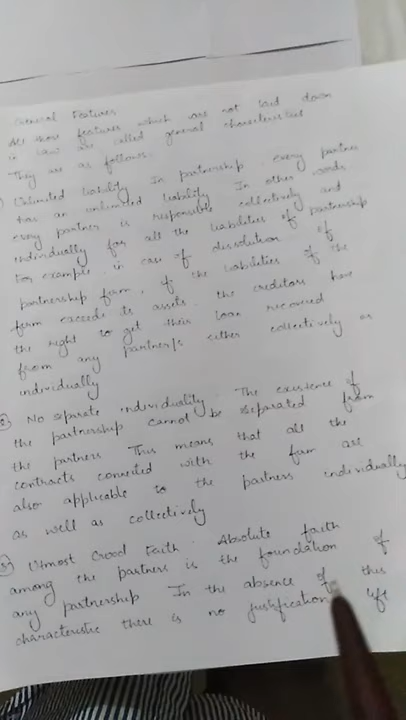 General Features
All those features which are not laid down
in law are called general characteristics
They are as follows.
Unlimited liability In partnership every partner
has an unlimited liability In other words
every partner is responsible collectively and
individually for all the liabilities of partnership
For example, in case of dissolution of
partnership farm, if the liabilities of the
farm exceeds its assets. the creditors have
the right to get their loan recovered
from any partner/s either collectively or
individually
2) No separate individuality. The existence of
the partnership cannot be separated from
the partners This means that all the
contracts connected with the farm are
also applicable to the partners individually
as well as collectively
3) Utmost Good Faith. Absolute faith
among the partners is the foundation of
any partnership In the absence of this
characteristic there is no justification left